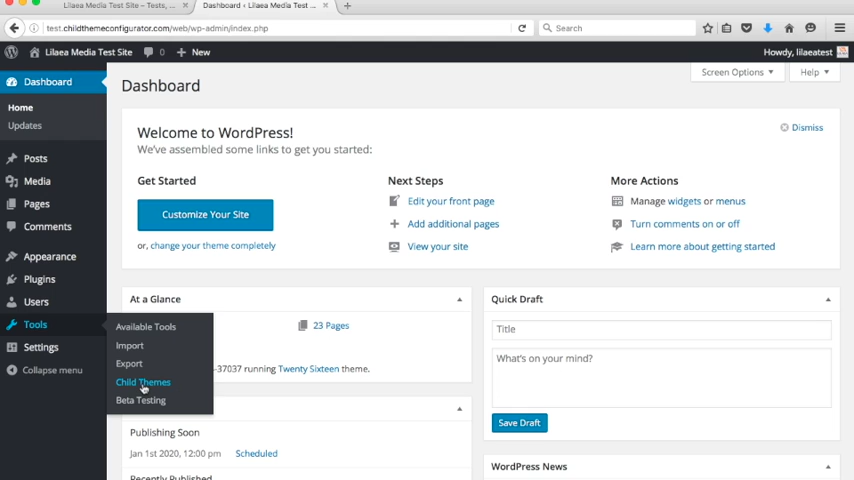 Lilaea Media Test Site – Tests, ...
Dashboard ‹ Lilaea Media Test ...
test.childthemeconfigurator.com/web/wp-admin/index.php
Search
Lilaea Media Test Site
0
New
Howdy, lilaeatest
Dashboard
Home
Updates
Posts
Media
Pages
Comments
Appearance
Plugins
Users
Tools
Settings
Collapse menu
Available Tools
Import
Export
Child Themes
Beta Testing
Screen Options
Help
Dashboard
Welcome to WordPress!
We've assembled some links to get you started:
Dismiss
Get Started
Customize Your Site
or, change your theme completely
Next Steps
Edit your front page
Add additional pages
View your site
More Actions
Manage widgets or menus
Turn comments on or off
Learn more about getting started
At a Glance
23 Pages
-37037 running Twenty Sixteen theme.
Publishing Soon
Jan 1st 2020, 12:00 pm Scheduled
Recently Published
Quick Draft
Title
What's on your mind?
Save Draft
WordPress News